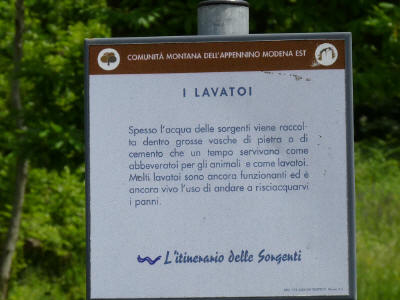 COMUNITÀ MONTANA DELL'APPENNINO MODENA EST
I LAVATOI
Spesso l'acqua delle sorgenti viene raccol-
ta dentro grosse vasche di pietra o di
cemento che un tempo servivano come
abbeveratoi per gli animali e come lavatoi.
Molti lavatoi sono ancora funzionanti ed è
ancora vivo l'uso di andare a risciacquarvi
i panni.
L'itinerario delle Sorgenti